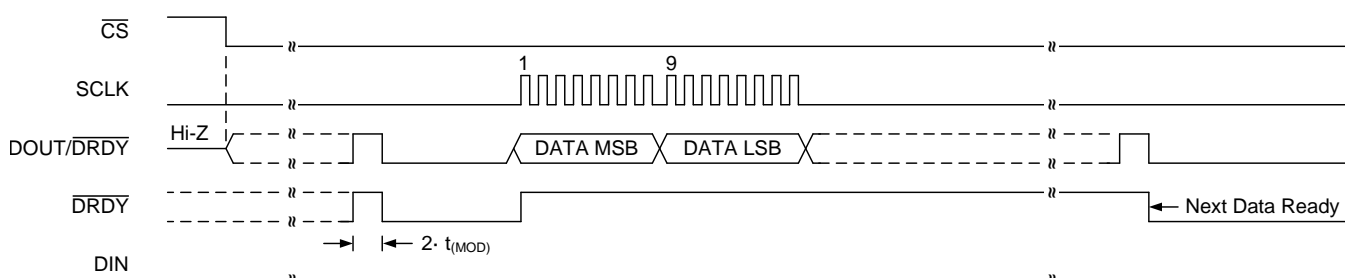 CS
1 9
SCLK
Hi-Z
DOUT/DRDY DATA MSB DATA LSB
DRDY
Next Data Ready
2· t(MOD)
DIN